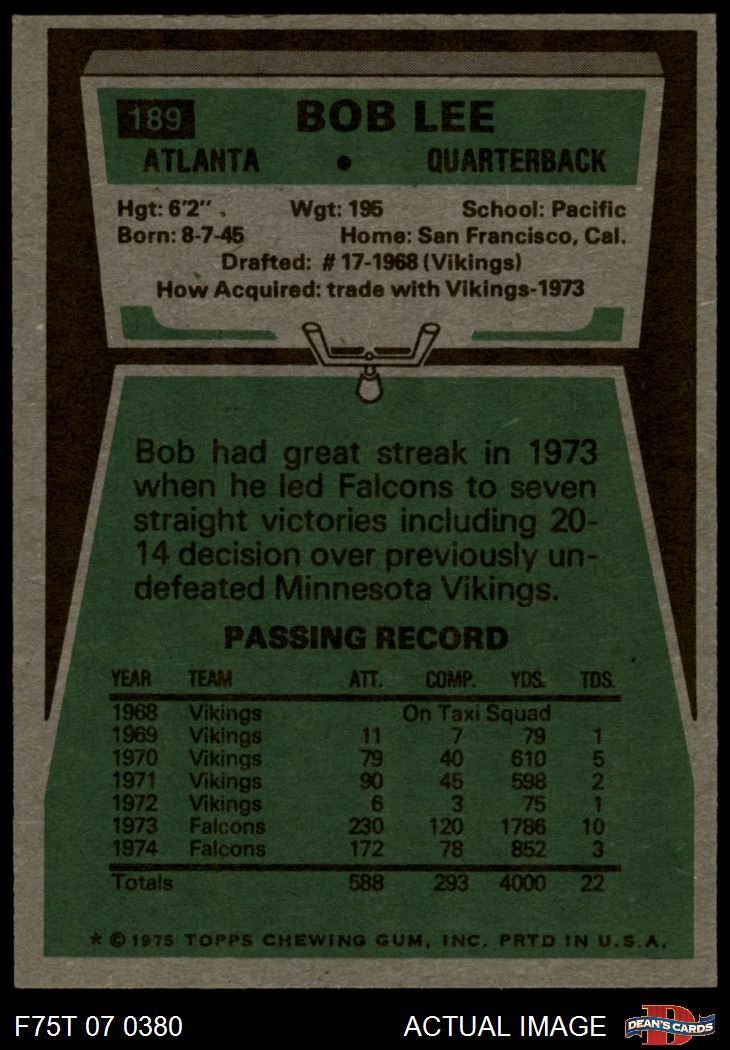 189 BOB LEE
ATLANTA • QUARTERBACK
Hgt: 6'2" . Wgt: 195 School: Pacific
Born: 8-7-45 Home: San Francisco, Cal.
Drafted: #17-1968 (Vikings)
How Acquired: trade with Vikings-1973
Bob had great streak in 1973
when he led Falcons to seven
straight victories including 20-
14 decision over previously un-
defeated Minnesota Vikings.
PASSING RECORD
YEAR TEAM ATT. COMP. YDS. TDS.
1968 Vikings On Taxi Squad
1969 Vikings 11 7 79 1
1970 Vikings 79 40 610 5
1971 Vikings 90 45 598 2
1972 Vikings 6 3 75 1
1973 Falcons 230 120 1786 10
1974 Falcons 172 78 852 3
Totals 588 293 4000 22
* © 1975 TOPPS CHEWING GUM, INC. PRTD IN U.S.A.
F75T 07 0380 ACTUAL IMAGE D DEAN'S CARDS